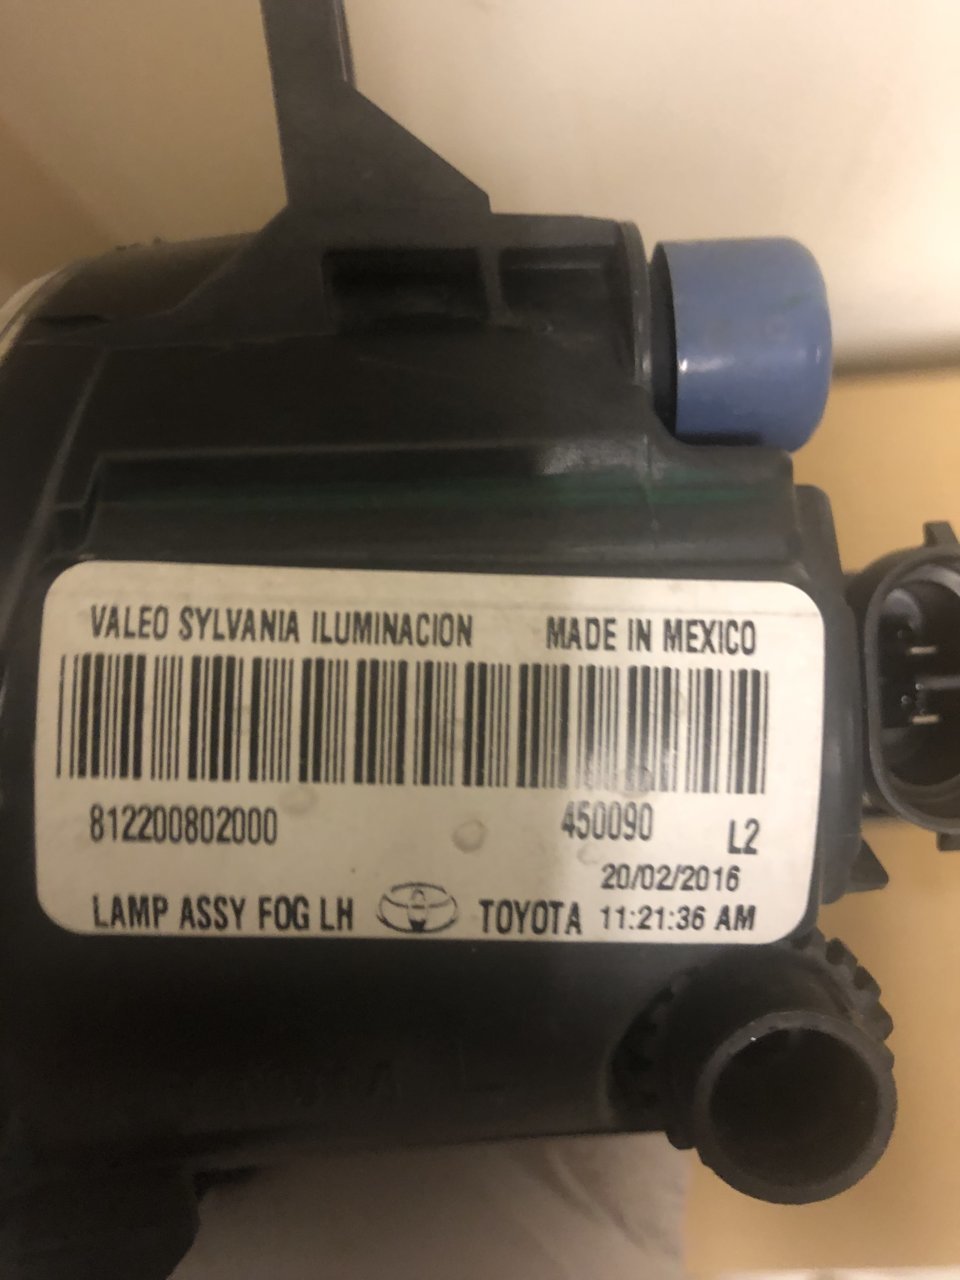 VALEO SYLVANIA ILUMINACION MADE IN MEXICO
812200802000 450090 L2
20/02/2016
LAMP ASSY FOG LH TOYOTA 11:21:36 AM